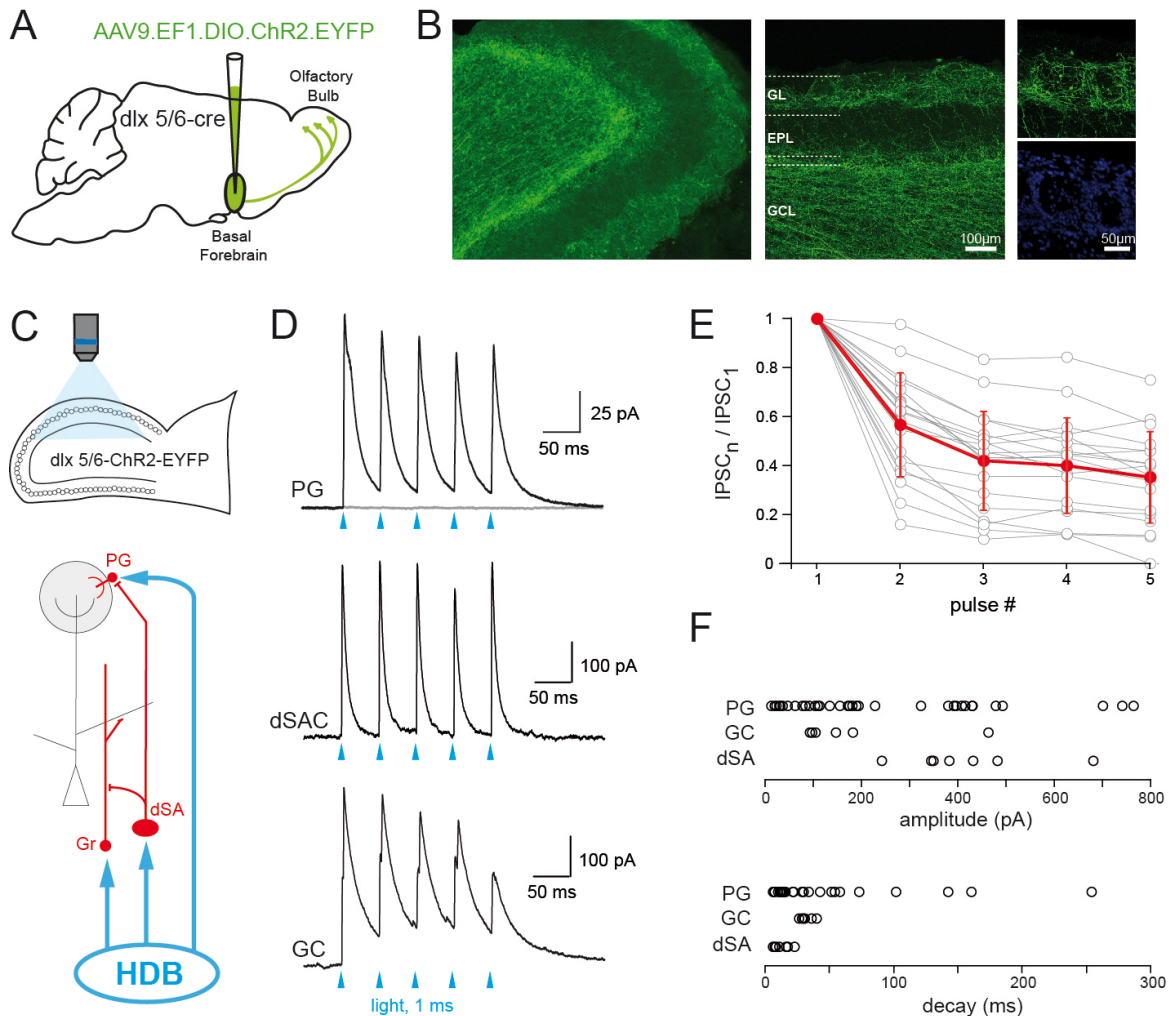 A
AAV9.EF1.DIO.ChR2.EYFP
Olfactory
Bulb
dlx 5/6-cre
Basal
Forebrain
B
GL
EPL
GCL
100µm
50µm
C
dlx 5/6-ChR2-EYFP
PG
dSA
Gr
HDB
D
25 pA
50 ms
PG
100 pA
50 ms
dSAC
100 pA
50 ms
GC
light, 1 ms
E
IPSCn / IPSC1
1
0.8
0.6
0.4
0.2
0
1 2 3 4 5
pulse #
F
PG
GC
dSA
0 200 400 600 800
amplitude (pA)
PG
GC
dSA
0 100 200 300
decay (ms)